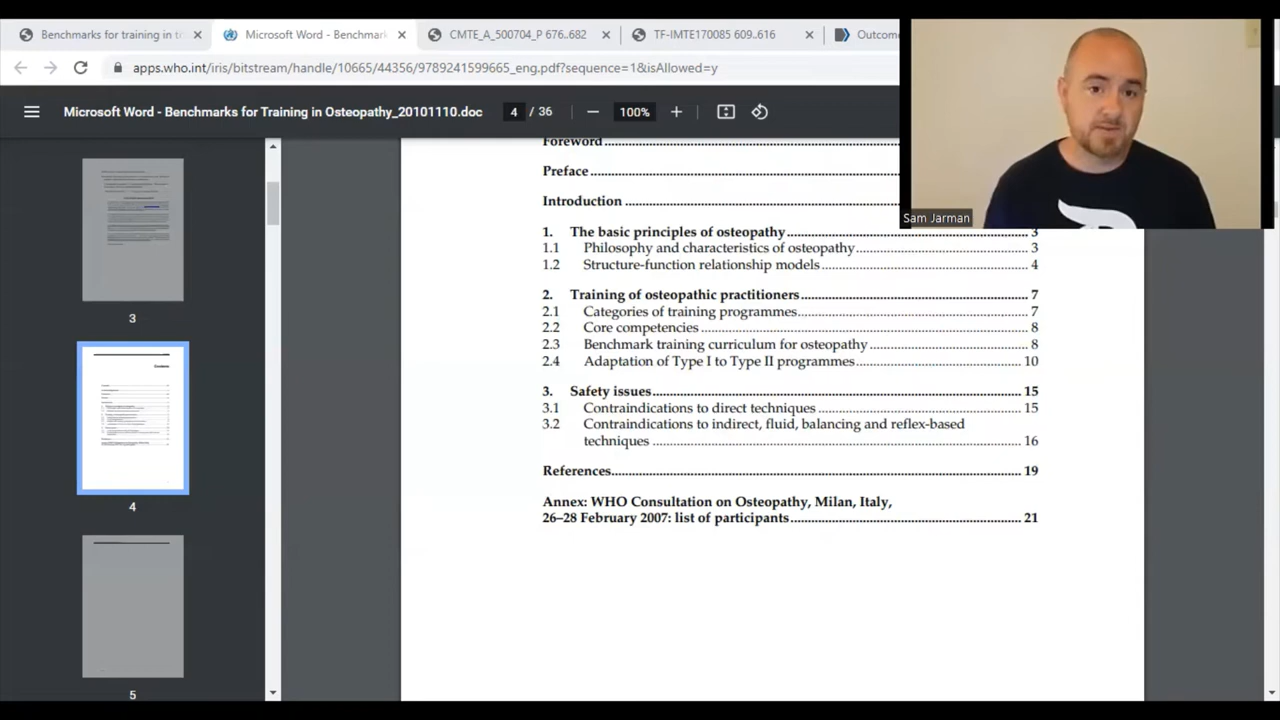 Benchmarks for training in t
Microsoft Word - Benchmark
CMTE_A_500704_P 676..682
TF-IMTE170085 609..616
Outcome
apps.who.int/iris/bitstream/handle/10665/44356/9789241599665_eng.pdf?sequence=1&isAllowed=y
Microsoft Word - Benchmarks for Training in Osteopathy_20101110.doc
4 / 36
100%
Sam Jarman
3
4
5
Foreword
Preface
Introduction
1. The basic principles of osteopathy 3
1.1 Philosophy and characteristics of osteopathy 3
1.2 Structure-function relationship models 4
2. Training of osteopathic practitioners 7
2.1 Categories of training programmes 7
2.2 Core competencies 8
2.3 Benchmark training curriculum for osteopathy 8
2.4 Adaptation of Type I to Type II programmes 10
3. Safety issues 15
3.1 Contraindications to direct techniques 15
3.2 Contraindications to indirect, fluid, balancing and reflex-based
techniques 16
References 19
Annex: WHO Consultation on Osteopathy, Milan, Italy,
26–28 February 2007: list of participants 21